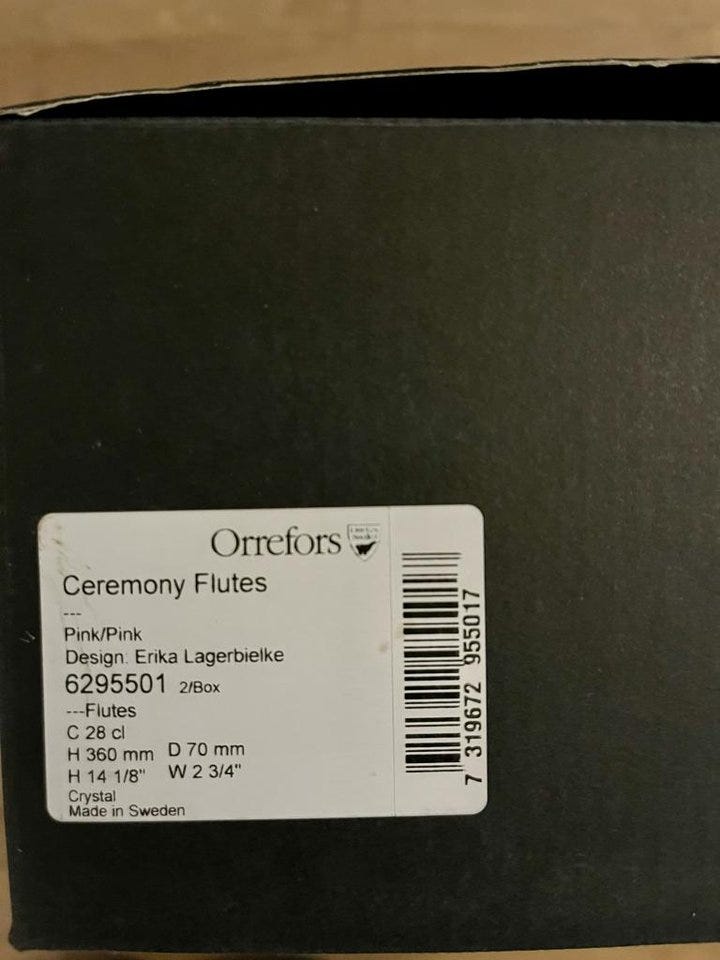 Orrefors
Ceremony Flutes
---
Pink/Pink
Design: Erika Lagerbielke
6295501 2/Box
---Flutes
C 28 cl
H 360 mm D 70 mm
H 14 1/8" W 2 3/4"
Crystal
Made in Sweden
7 319672 955017